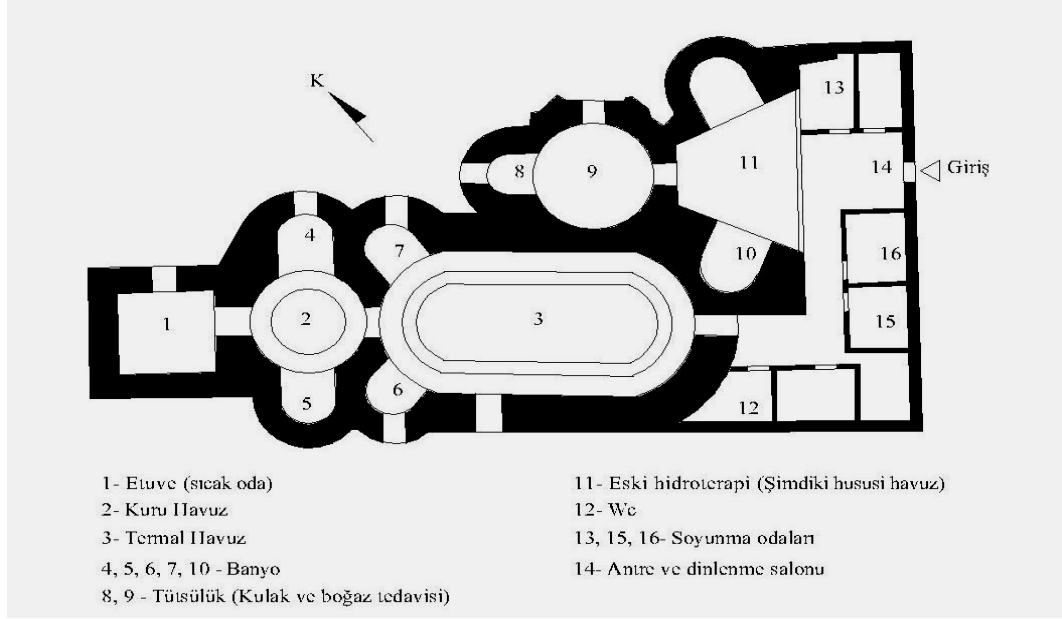 K
13
14
Giriş
11
8
9
16
4
7
10
1
2
3
15
6
5
12
1- Etuve (sıcak oda)
2- Kuru Havuz
3- Termal Havuz
4, 5, 6, 7, 10 - Banyo
8, 9 - Tütsülük (Kulak ve boğaz tedavisi)
11- Eski hidroterapi (Şimdiki hususi havuz)
12- Wc
13, 15, 16- Soyunma odaları
14- Antre ve dinlenme salonu